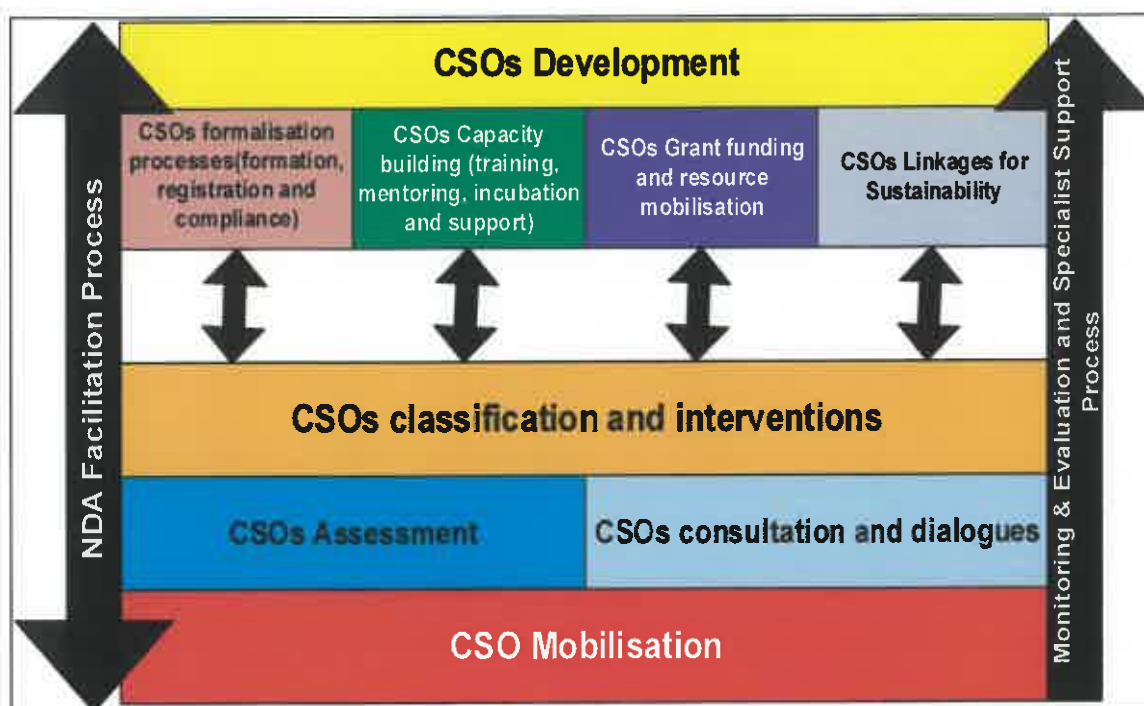 CSOs Development
CSOs formalisation
processes(formation,
registration and
compliance)
CSOs Capacity
building (training,
mentoring, incubation
and support)
CSOs Grant funding
and resource
mobilisation
CSOs Linkages for
Sustainability
CSOs classification and interventions
CSOs Assessment
CSOs consultation and dialogues
CSO Mobilisation
NDA Facilitation Process
Monitoring & Evaluation and Specialist Support
Process